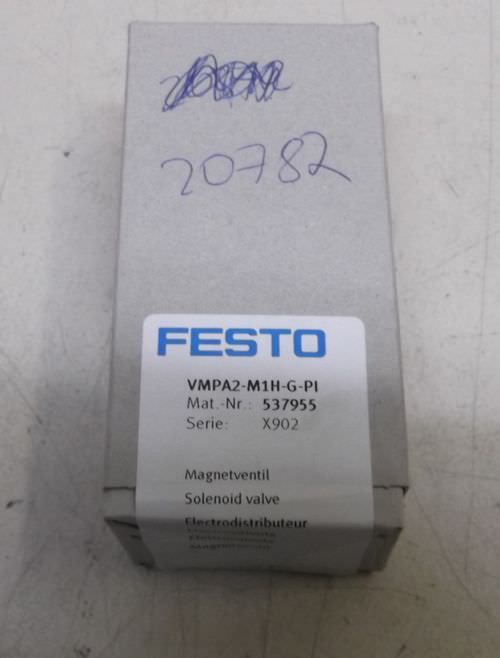 20782
FESTO
VMPA2-M1H-G-PI
Mat.-Nr.: 537955
Serie: X902
Magnetventil
Solenoid valve
Electrodistributeur